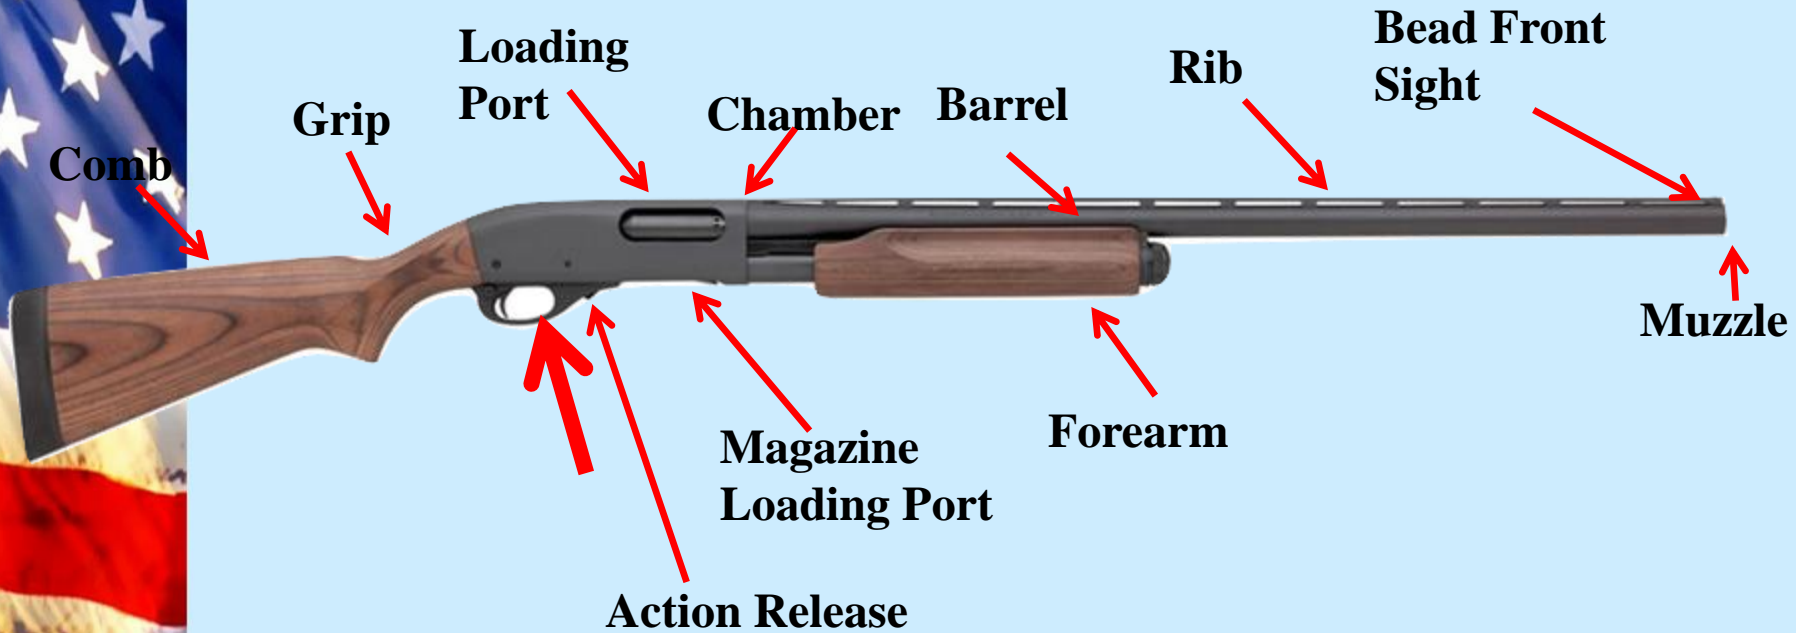 Comb
Grip
Loading
Port
Chamber
Barrel
Rib
Bead Front
Sight
Muzzle
Forearm
Magazine
Loading Port
Action Release